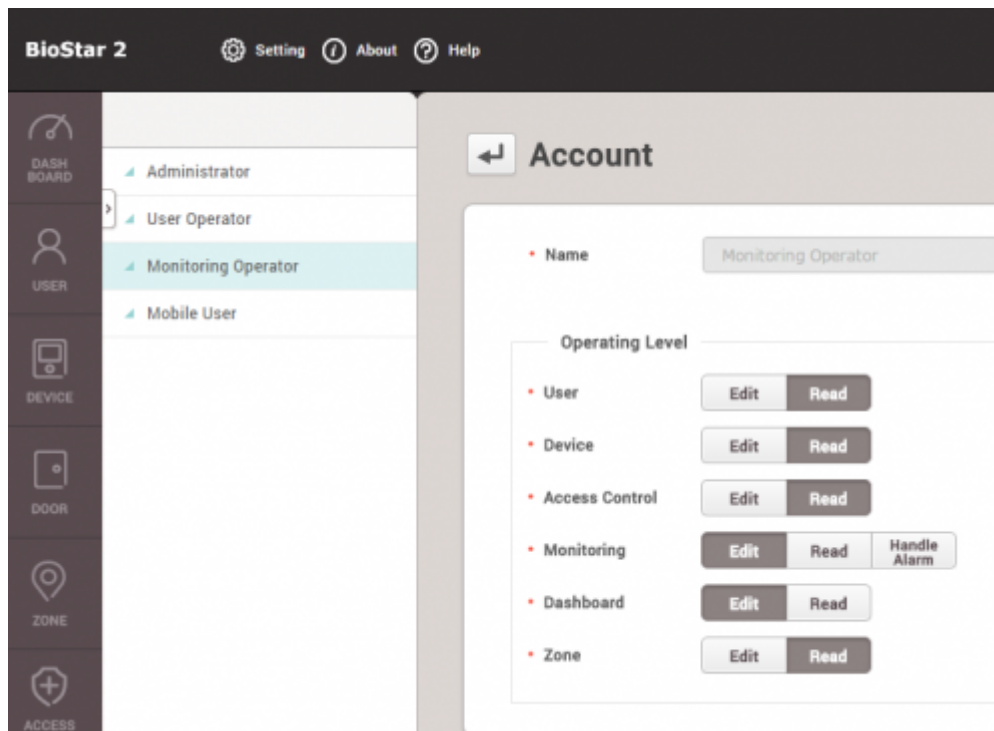 BioStar 2 Setting About Help
DASH
BOARD
USER
DEVICE
DOOR
ZONE
ACCESS
Administrator
User Operator
Monitoring Operator
Mobile User
Account
Name Monitoring Operator
Operating Level
User Edit Read
Device Edit Read
Access Control Edit Read
Monitoring Edit Read Handle
Alarm
Dashboard Edit Read
Zone Edit Read